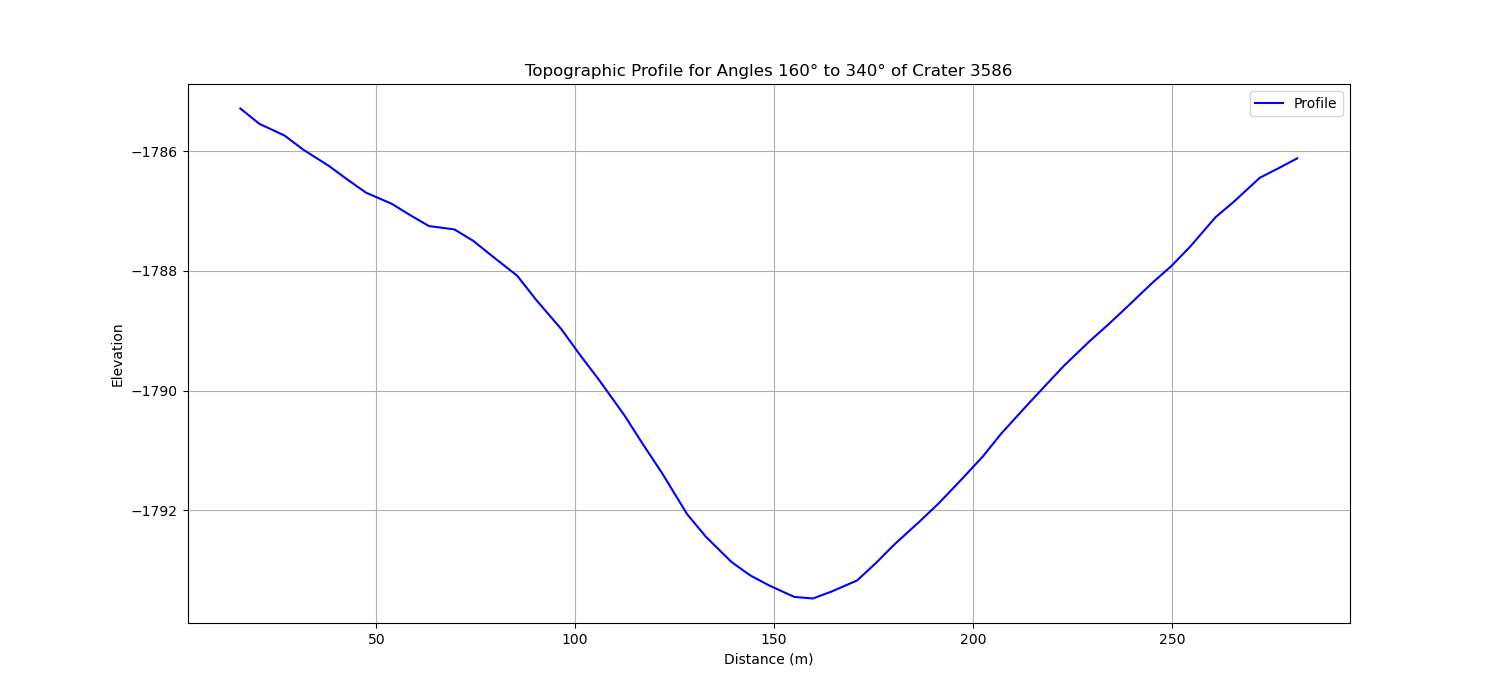 Topographic Profile for Angles 160° to 340° of Crater 3586
Profile
−1786
−1788
−1790
−1792
Elevation
50 100 150 200 250
Distance (m)